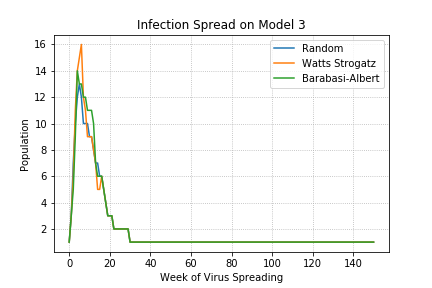 Infection Spread on Model 3
Random
Watts Strogatz
Barabasi-Albert
Population
16
14
12
10
8
6
4
2
0 20 40 60 80 100 120 140
Week of Virus Spreading